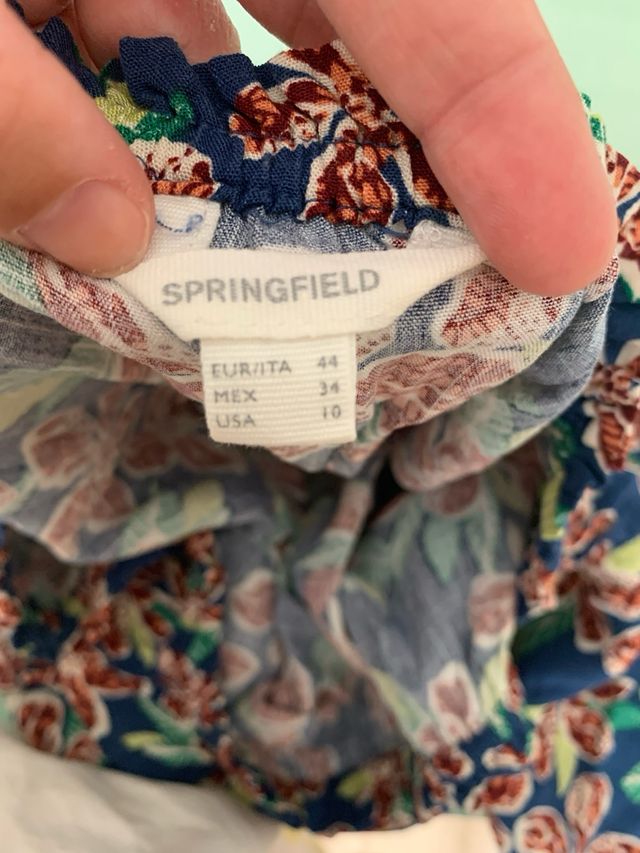 SPRINGFIELD
EUR/ITA 44
MEX 34
USA 10